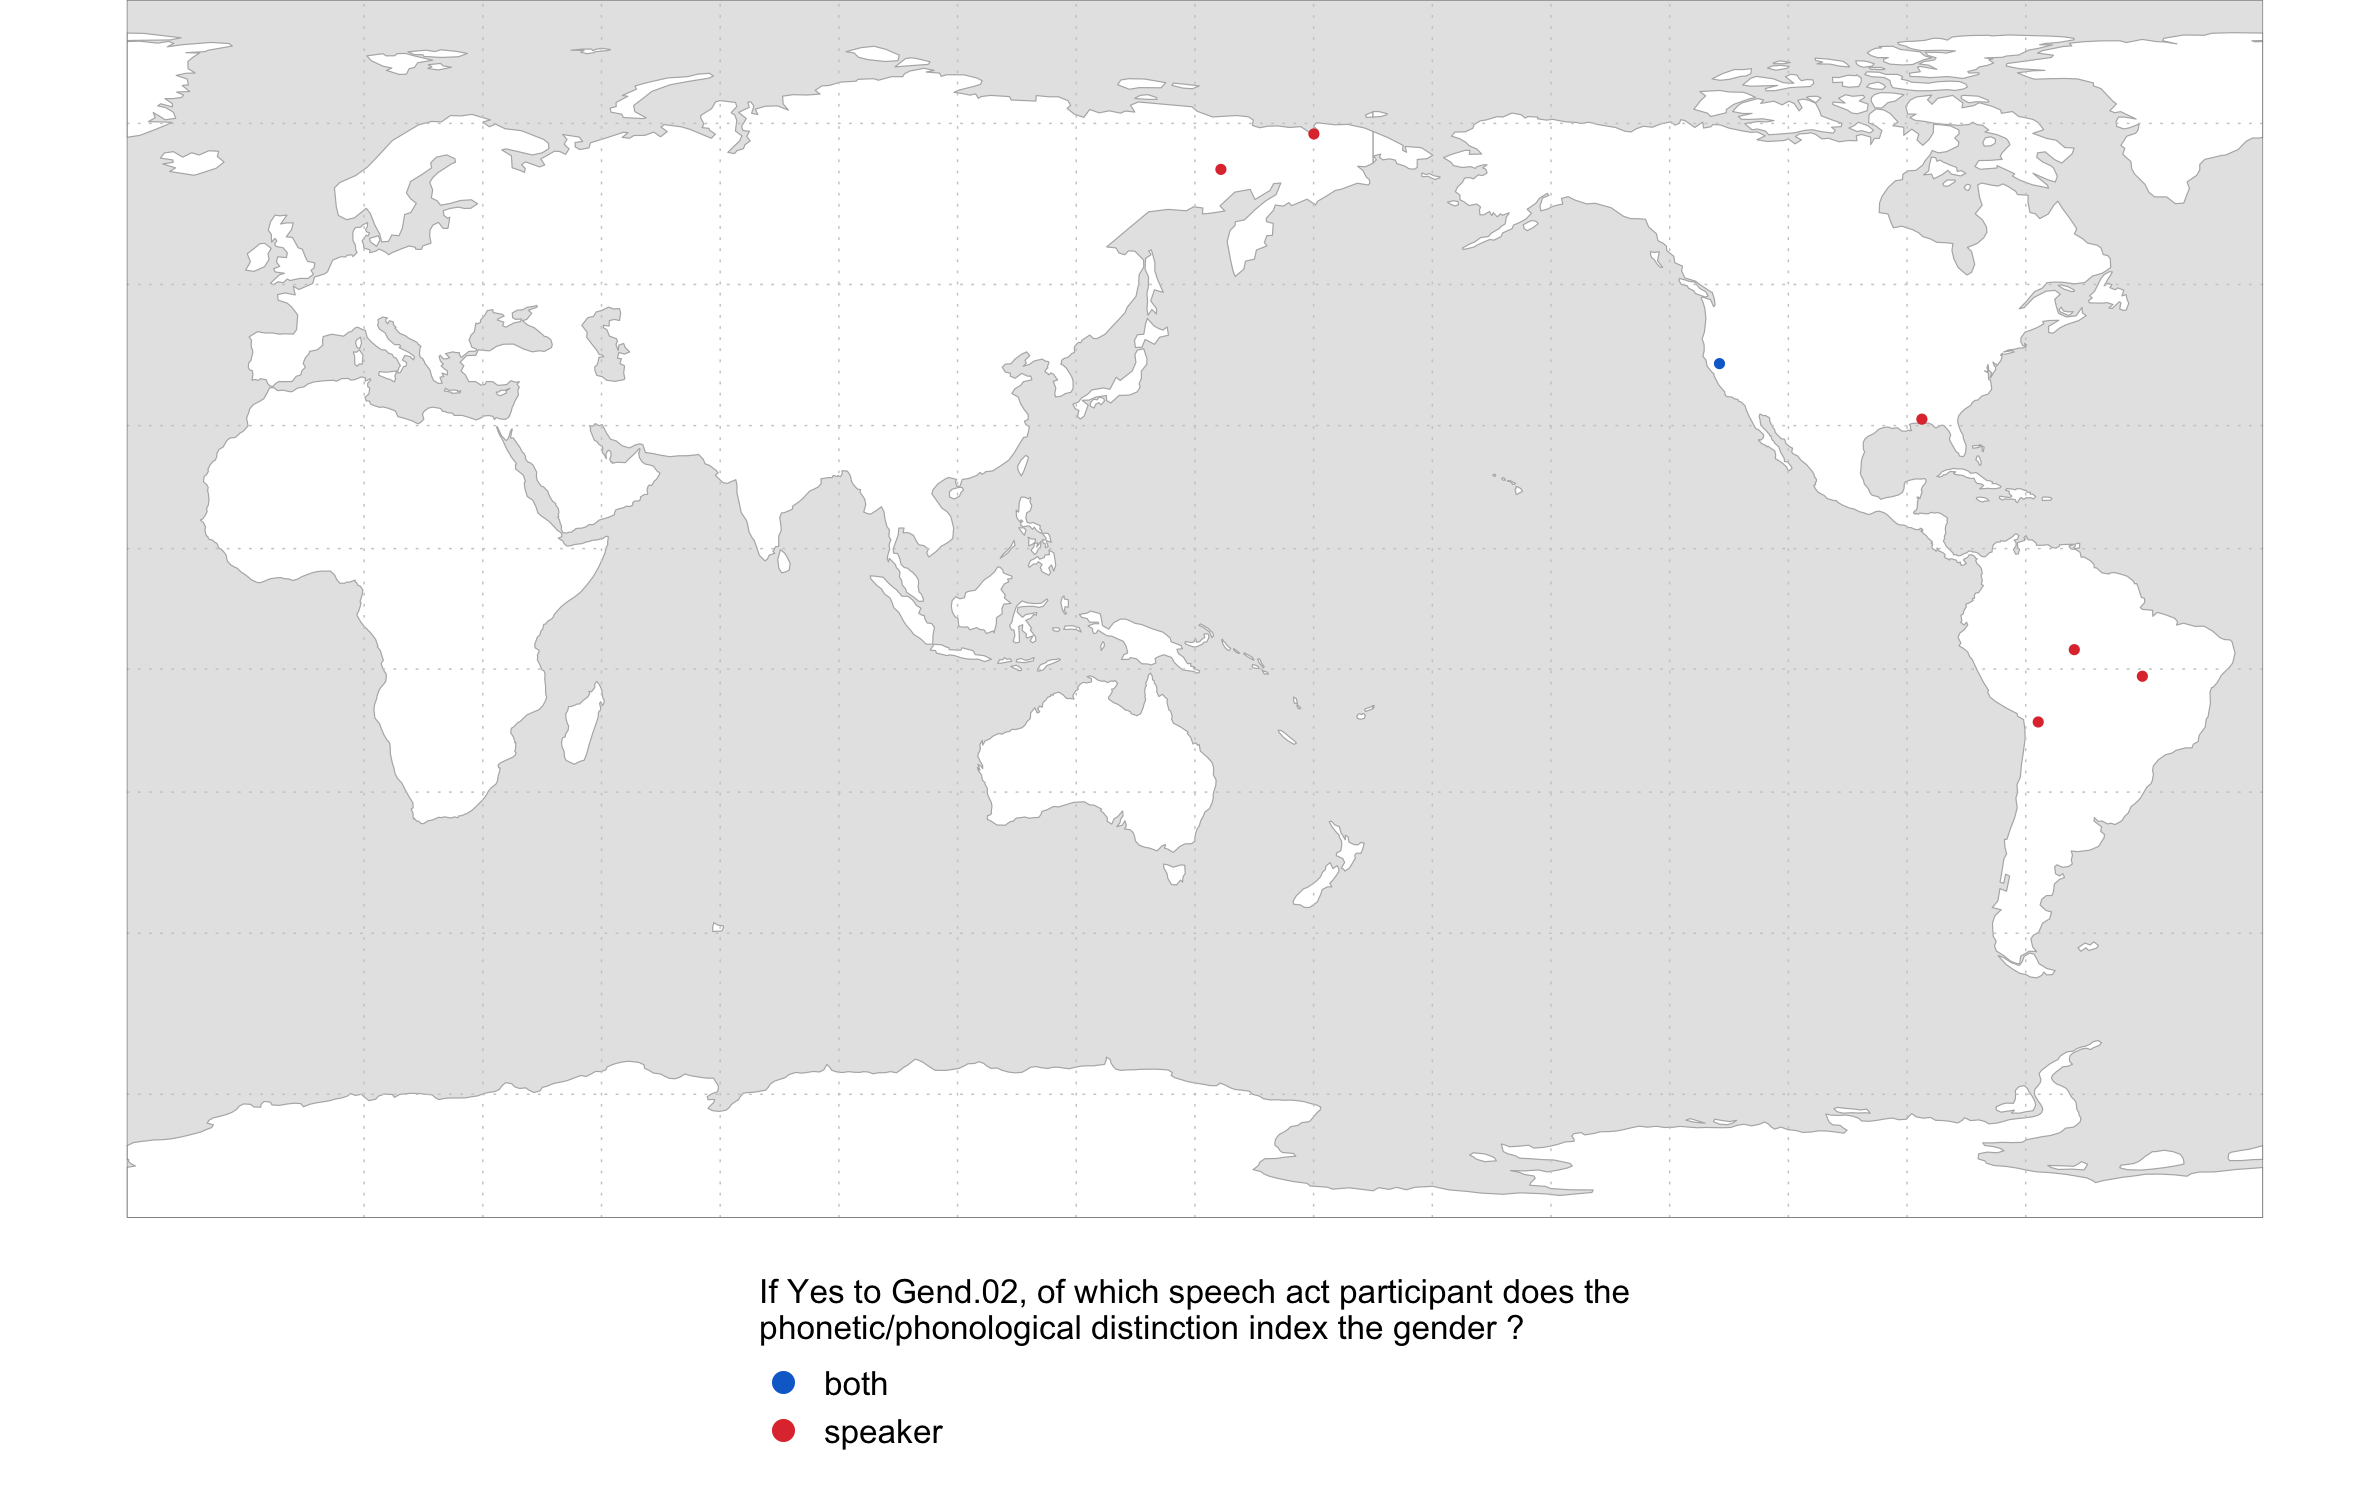 If Yes to Gend.02, of which speech act participant does the
phonetic/phonological distinction index the gender ?
both
speaker